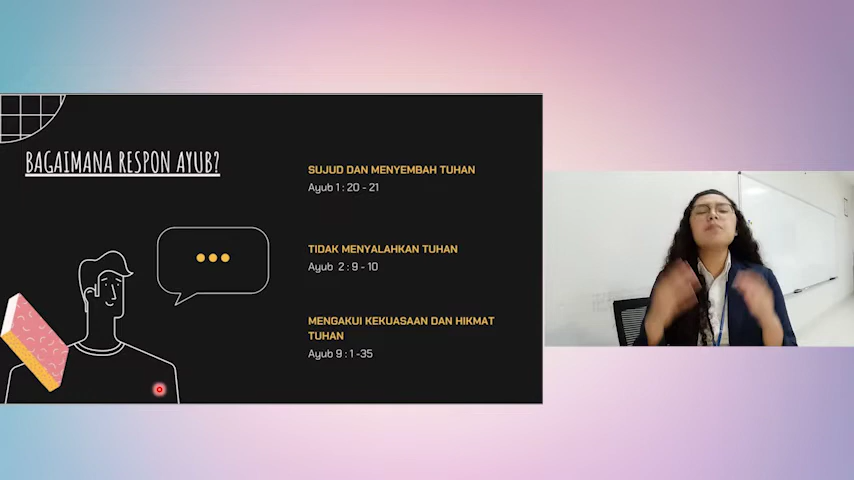 BAGAIMANA RESPON AYUB?
SUJUD DAN MENYEMBAH TUHAN
Ayub 1 : 20 - 21
TIDAK MENYALAHKAN TUHAN
Ayub 2 : 9 - 10
MENGAKUI KEKUASAAN DAN HIKMAT
TUHAN
Ayub 9 : 1 -35